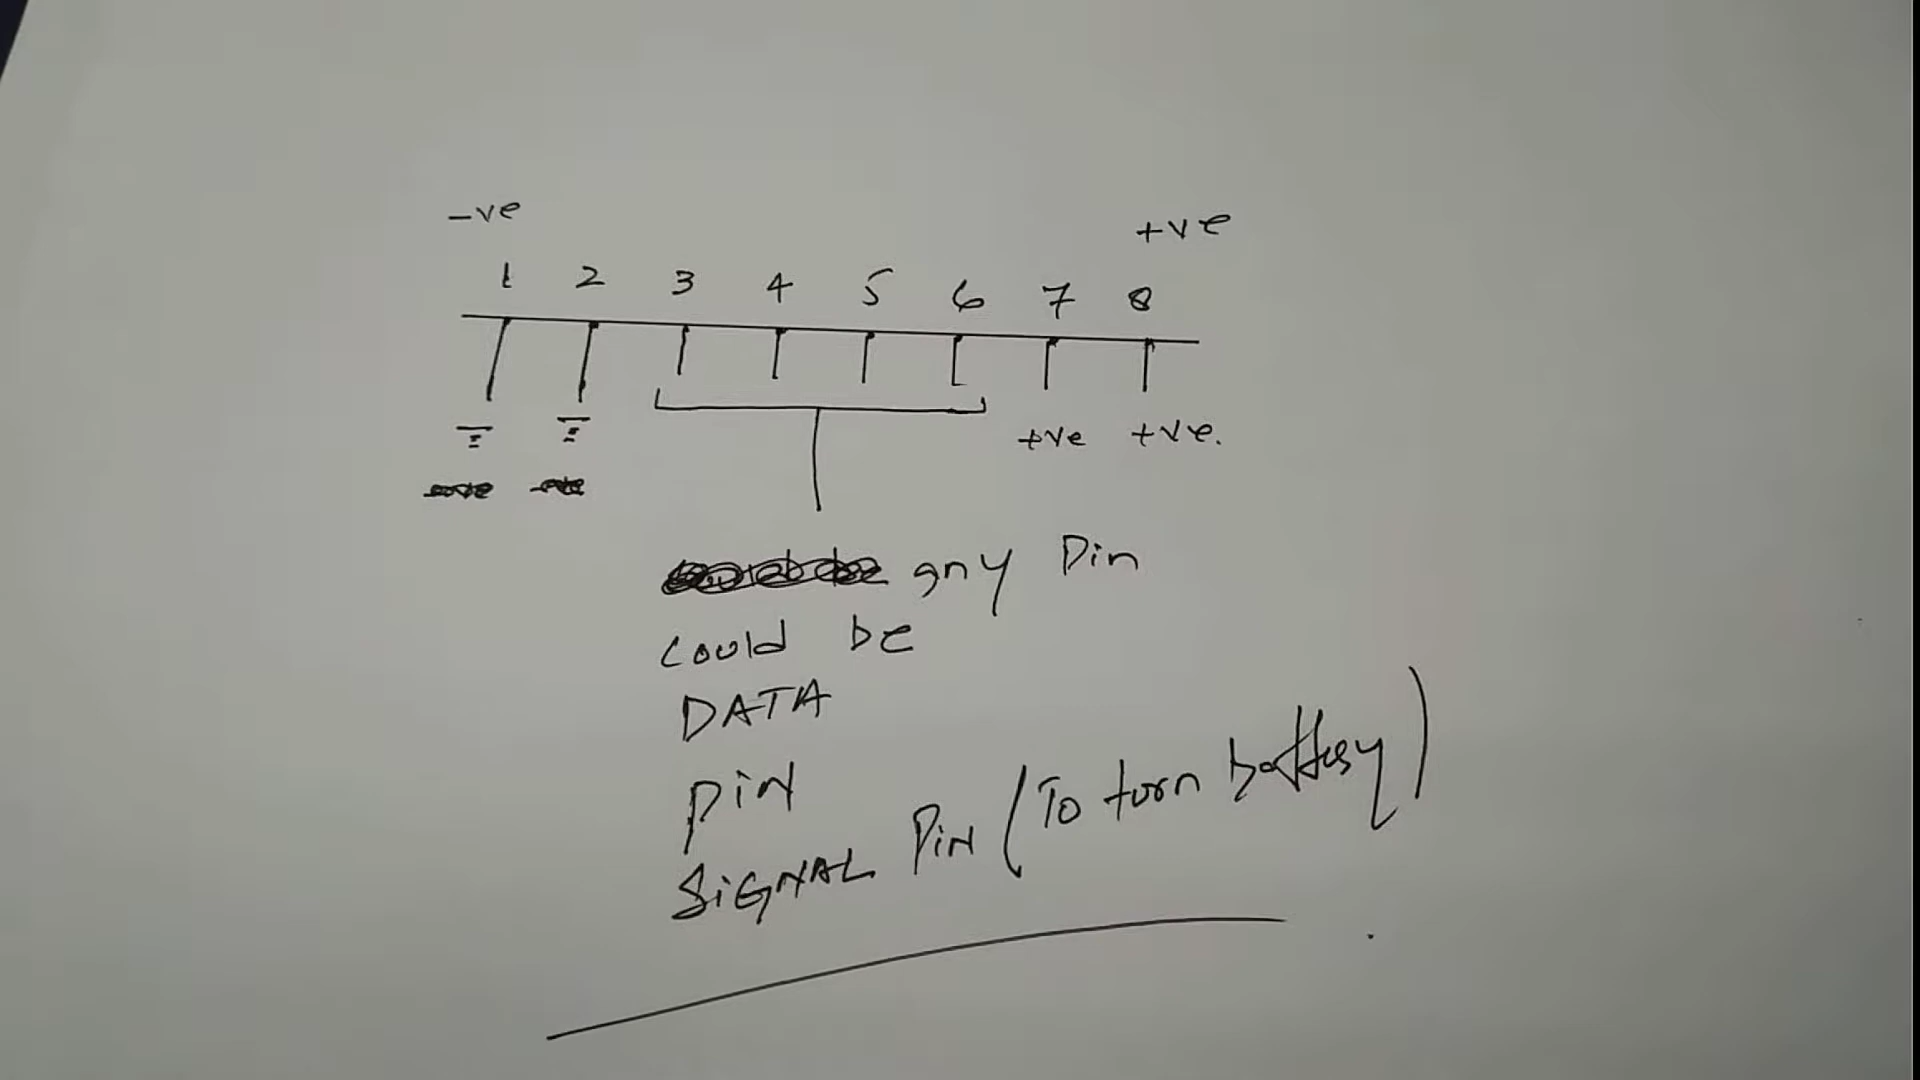 -ve +ve
1 2 3 4 5 6 7 8
+ve +ve.
any Pin
could be
DATA
PiN
SiGNAL PiN (To turn battery)